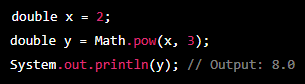 double x = 2;
double y = Math.pow(x, 3);
System.out.println(y); // Output: 8.0